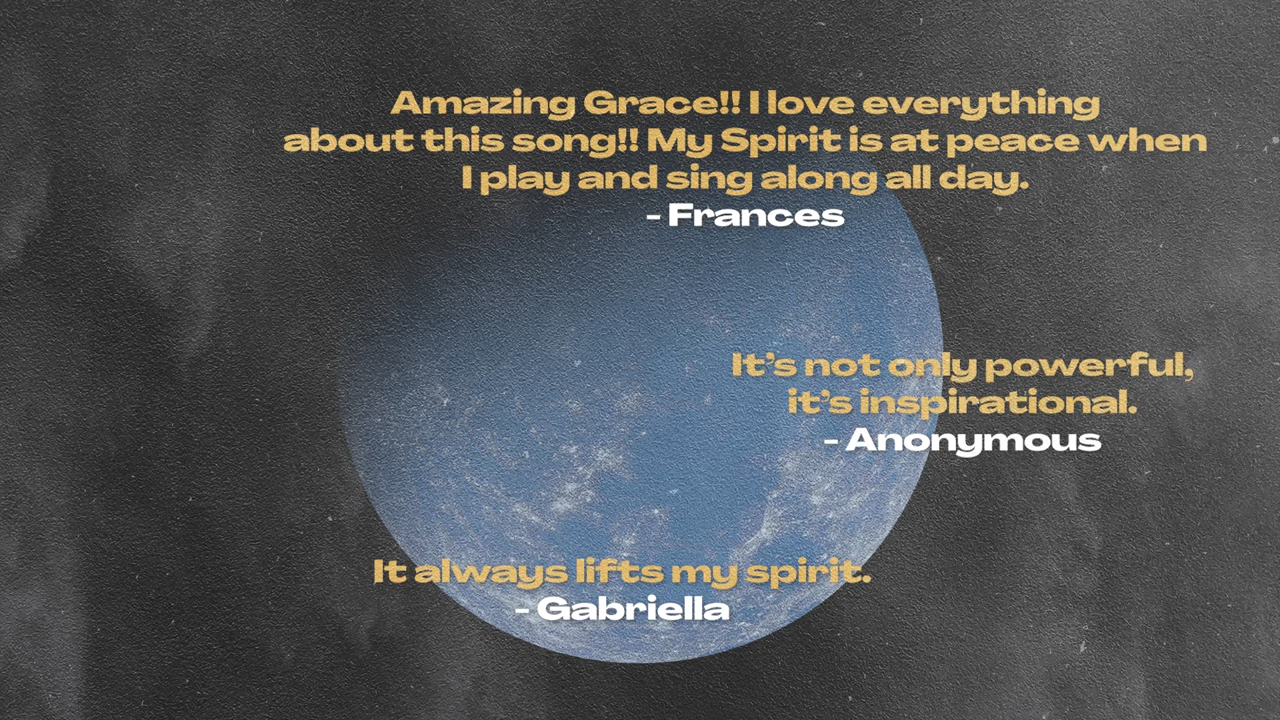 Amazing Grace!! I love everything
about this song!! My Spirit is at peace when
I play and sing along all day.
- Frances
It's not only powerful,
it's inspirational.
- Anonymous
It always lifts my spirit.
- Gabriella